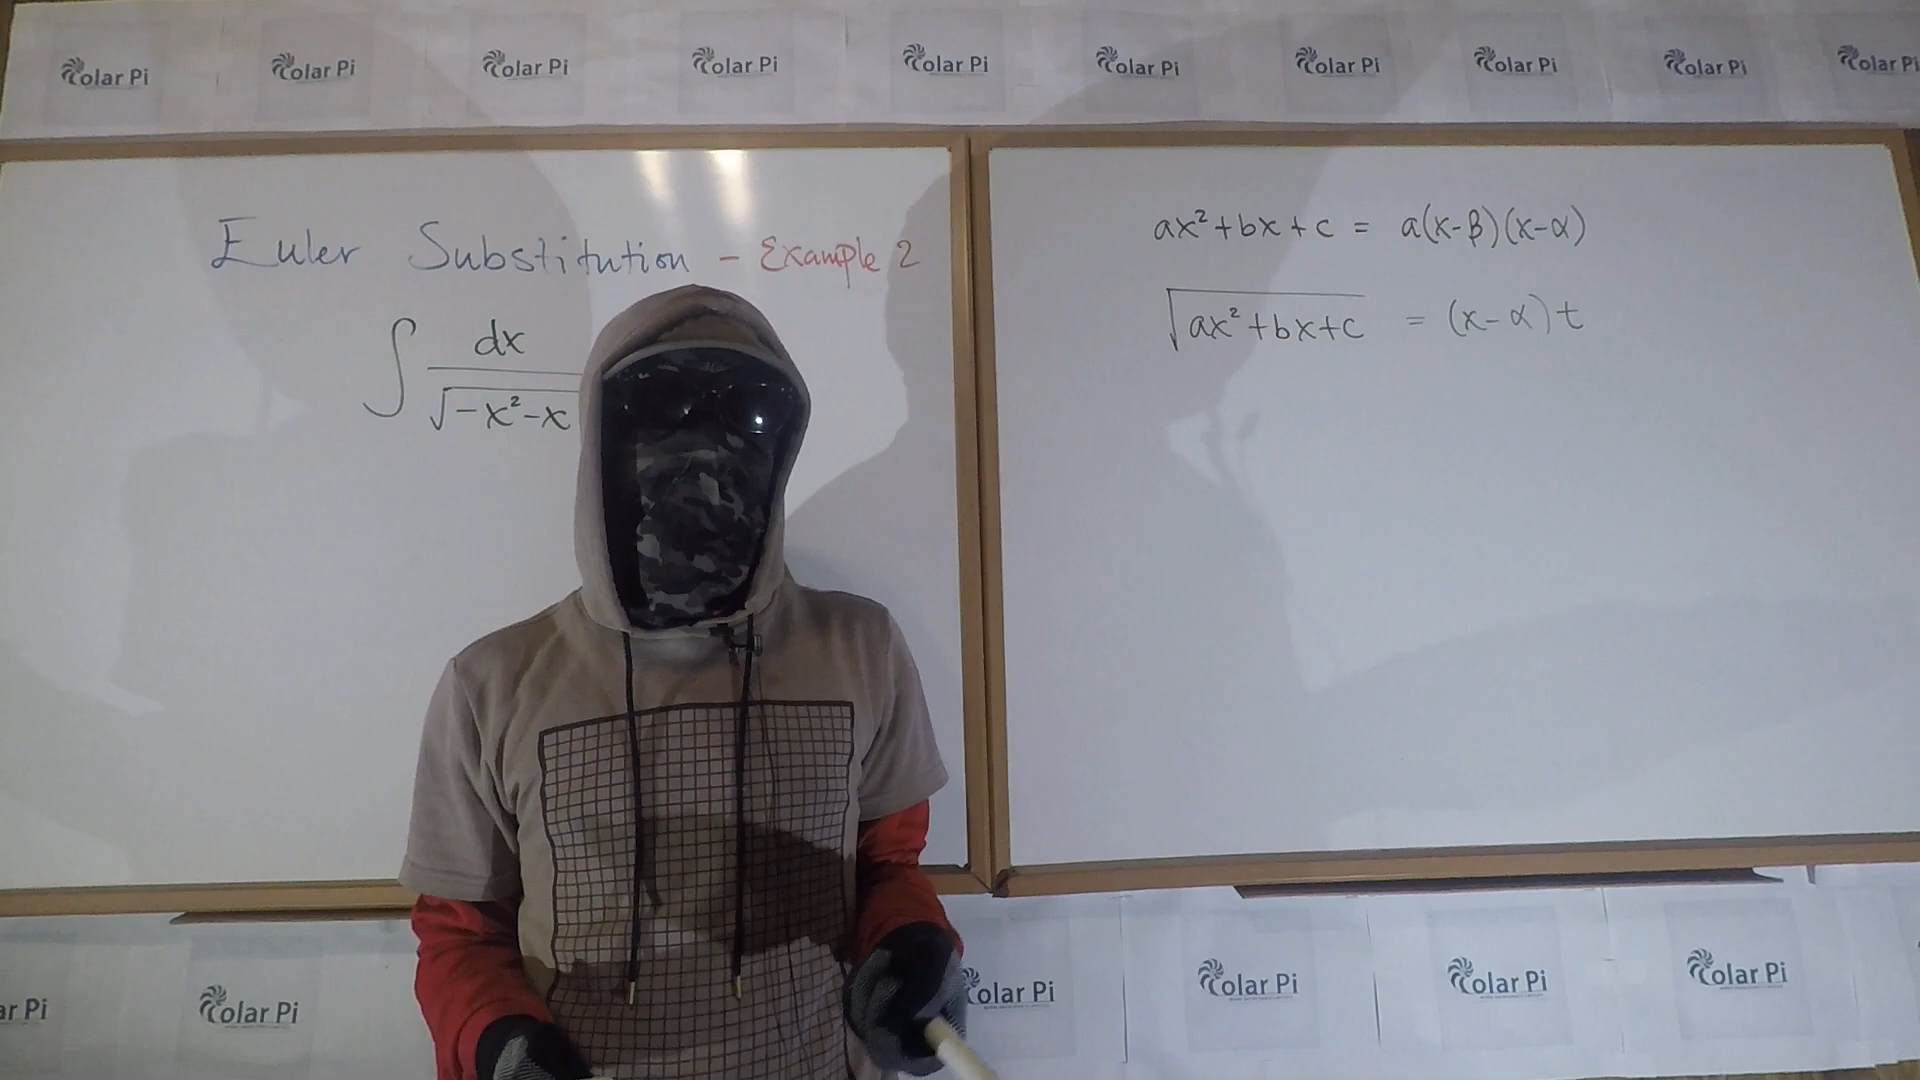 Colar Pi Colar Pi Colar Pi Colar Pi Colar Pi Colar Pi Colar Pi Colar Pi Colar Pi Colar Pi
Euler Substitution - Example 2
∫ dx / √-x²-x
ax²+bx+c = a(x-β)(x-α)
√ax²+bx+c = (x-α)t
ar Pi Colar Pi Colar Pi Colar Pi Colar Pi Colar Pi